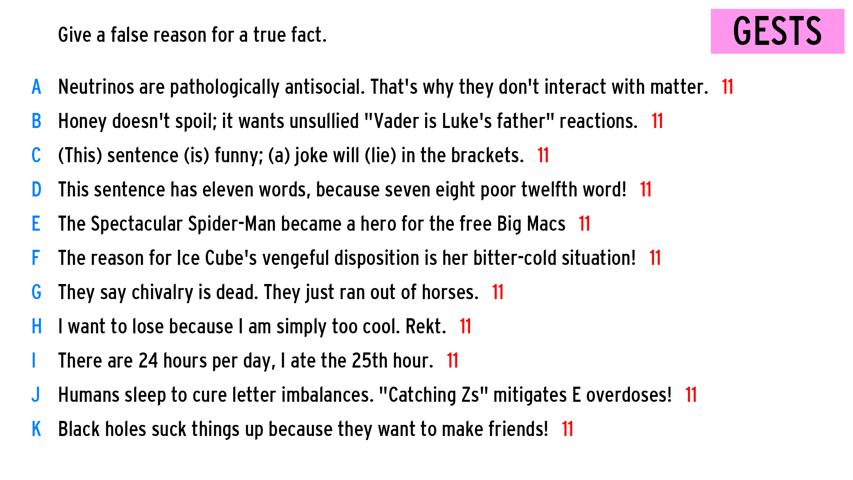 Give a false reason for a true fact.
GESTS
A Neutrinos are pathologically antisocial. That's why they don't interact with matter. 11
B Honey doesn't spoil; it wants unsullied "Vader is Luke's father" reactions. 11
C (This) sentence (is) funny; (a) joke will (lie) in the brackets. 11
D This sentence has eleven words, because seven eight poor twelfth word! 11
E The Spectacular Spider-Man became a hero for the free Big Macs 11
F The reason for Ice Cube's vengeful disposition is her bitter-cold situation! 11
G They say chivalry is dead. They just ran out of horses. 11
H I want to lose because I am simply too cool. Rekt. 11
I There are 24 hours per day, I ate the 25th hour. 11
J Humans sleep to cure letter imbalances. "Catching Zs" mitigates E overdoses! 11
K Black holes suck things up because they want to make friends! 11